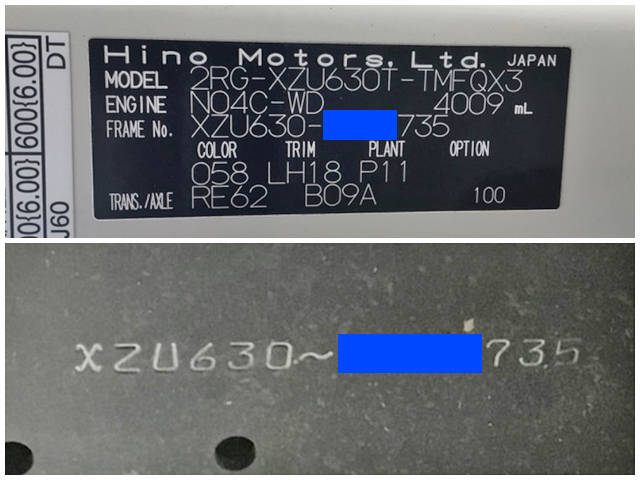 Hino Motors, Ltd. JAPAN
MODEL 2RG-XZU630T-TMFQX3
ENGINE N04C-WD 4009 mL
FRAME No. XZU630- 735
COLOR TRIM PLANT OPTION
058 LH18 P11
TRANS./AXLE RE62 B09A 100
600{6.00}
DT
0{6.00}
J60
XZU630~ 735